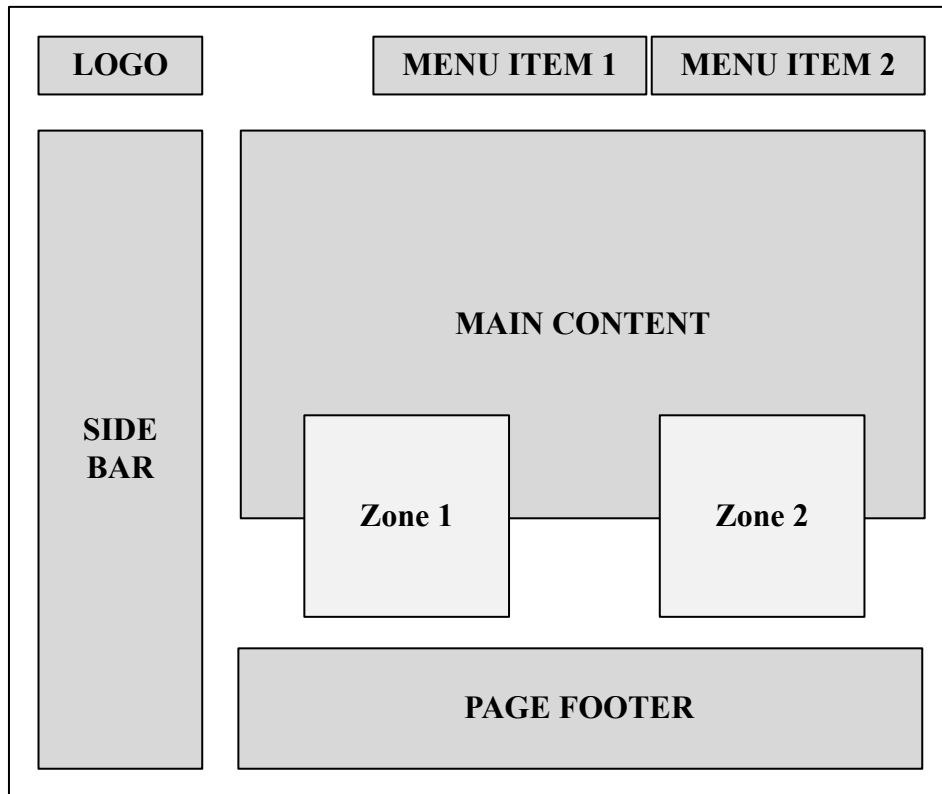 LOGO
MENU ITEM 1
MENU ITEM 2
MAIN CONTENT
SIDE
BAR
Zone 1
Zone 2
PAGE FOOTER